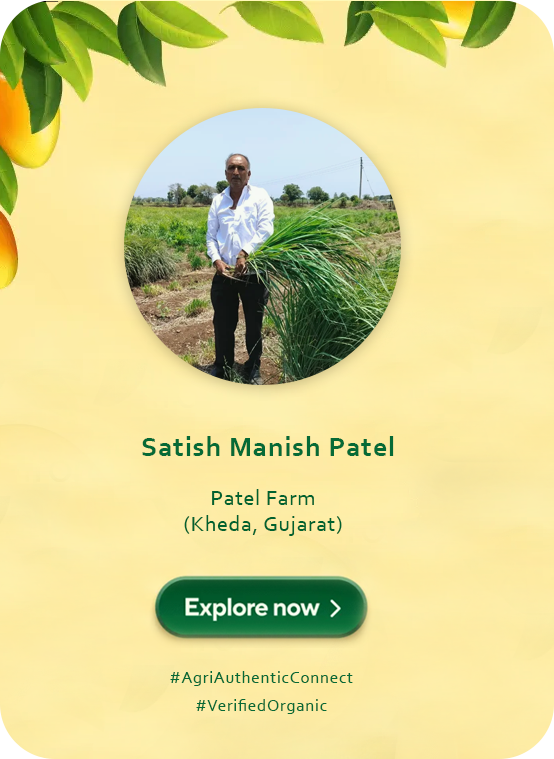 Satish Manish Patel
Patel Farm
(Kheda, Gujarat)
Explore now
#AgriAuthenticConnect
#VerifiedOrganic